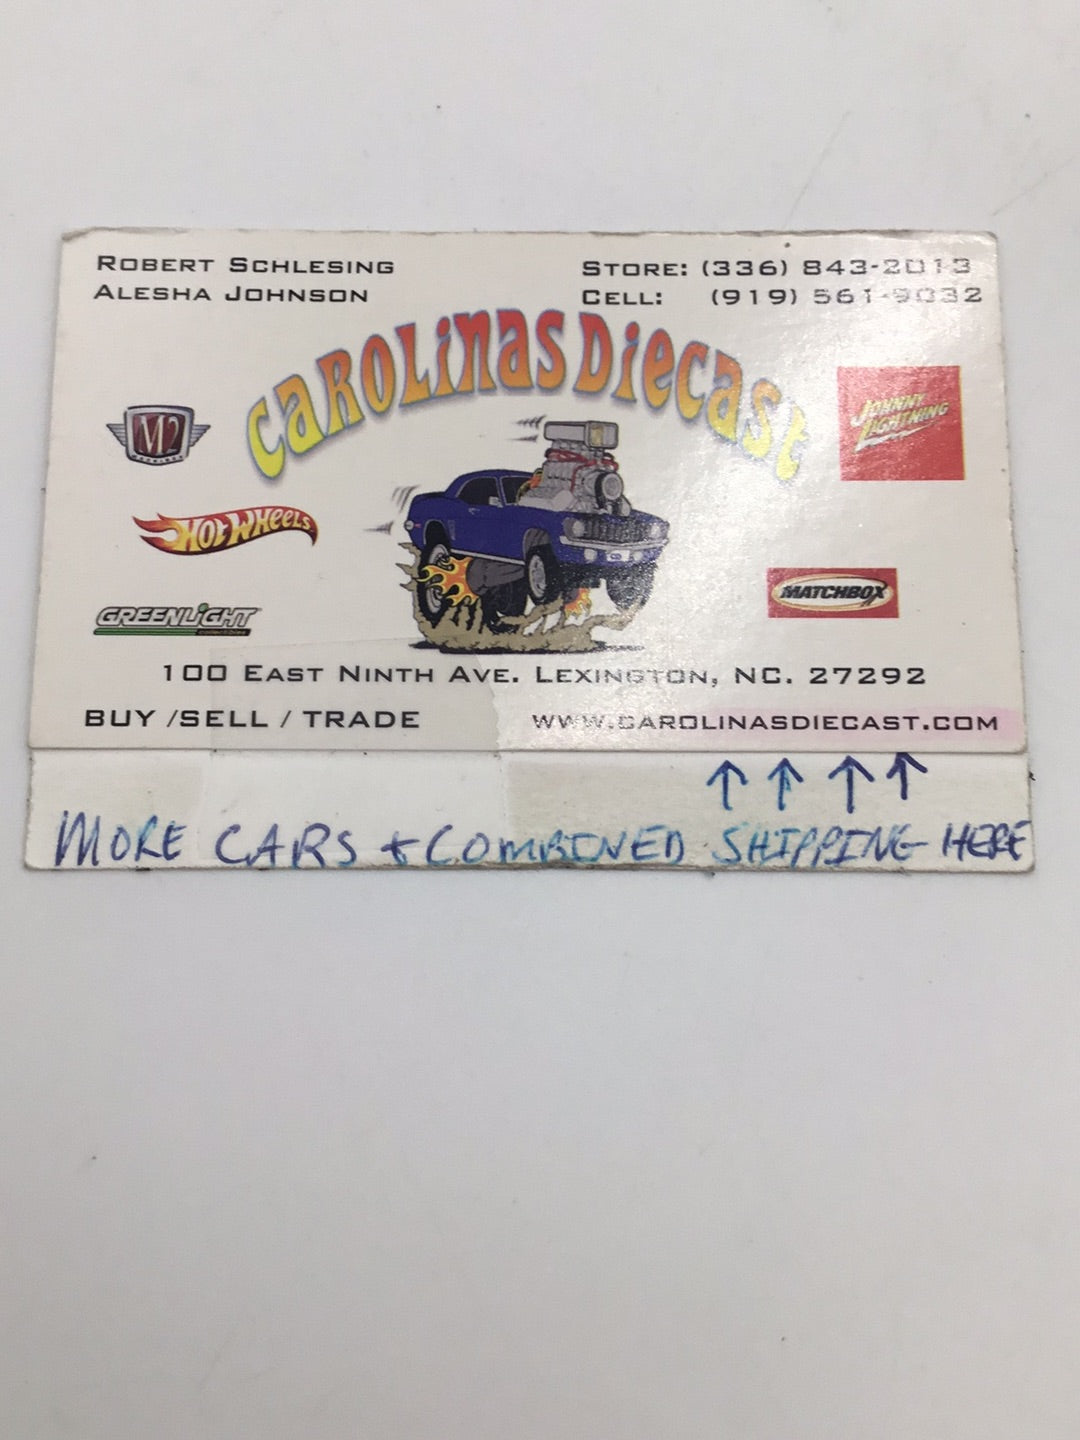 ROBERT SCHLESING
ALESHA JOHNSON
STORE: (336) 843-2013
CELL: (919) 561-9032
CAROLINAS DIECAST
M2
MACHINES
JOHNNY
LIGHTNING
HOT WHEELS
MATCHBOX
GREENLIGHT
collectibles
100 EAST NINTH AVE. LEXINGTON, NC. 27292
BUY /SELL / TRADE
WWW.CAROLINASDIECAST.COM
MORE CARS + COMBINED SHIPPING HERE